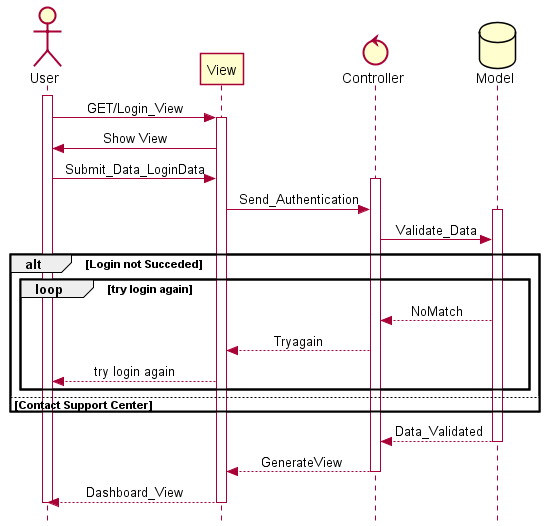 User
View
Controller
Model
GET/Login_View
Show View
Submit_Data_LoginData
Send_Authentication
Validate_Data
alt [Login not Succeded]
loop [try login again]
NoMatch
Tryagain
try login again
[Contact Support Center]
Data_Validated
GenerateView
Dashboard_View